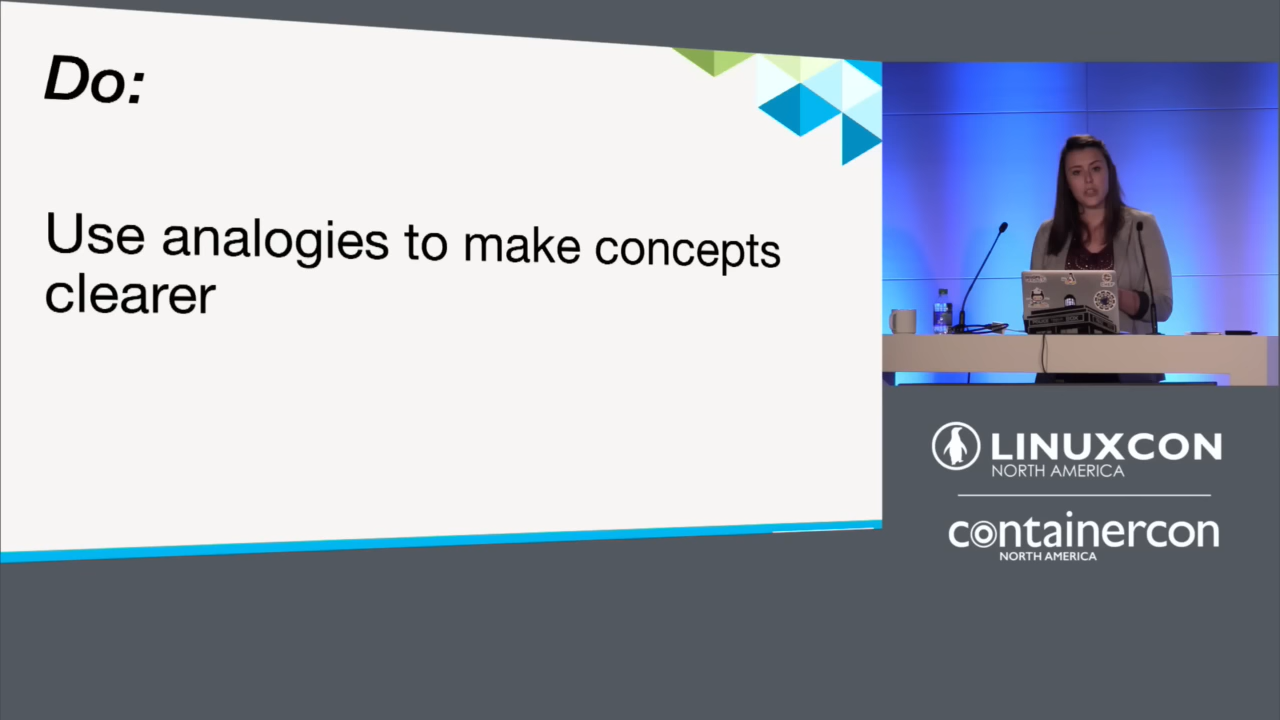 Do:
Use analogies to make concepts
clearer
LINUXCON
NORTH AMERICA
containercon
NORTH AMERICA